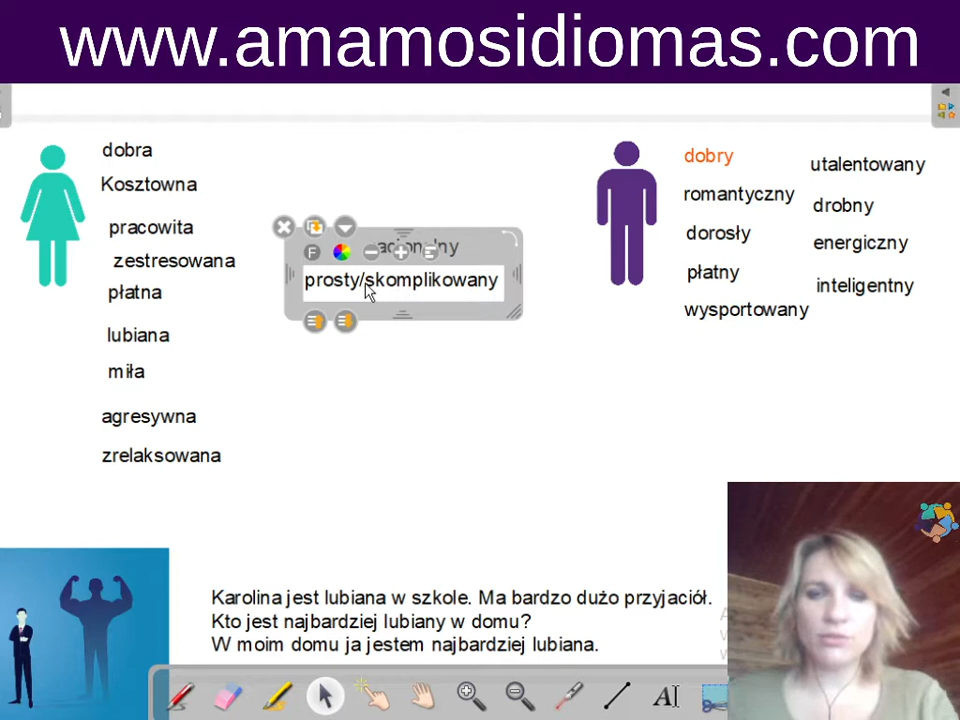 www.amamosidiomas.com
dobra
Kosztowna
pracowita
zestresowana
płatna
lubiana
miła
agresywna
zrelaksowana
prosty/skomplikowany
dobry
romantyczny
dorosły
płatny
wysportowany
utalentowany
drobny
energiczny
inteligentny
Karolina jest lubiana w szkole. Ma bardzo dużo przyjaciół.
Kto jest najbardziej lubiany w domu?
W moim domu ja jestem najbardziej lubiana.